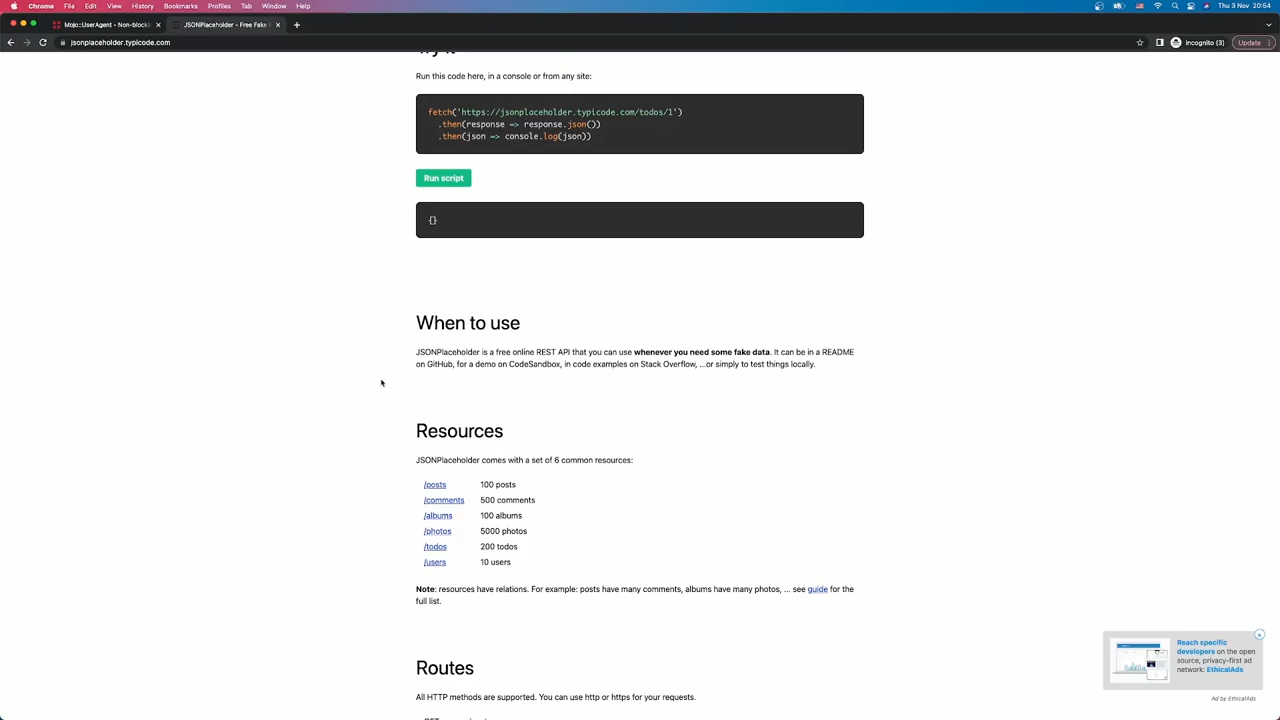 Chrome File Edit View History Bookmarks Profiles Tab Window Help
Thu 3 Nov 20:54
Mojo::UserAgent - Non-blocki
JSONPlaceholder - Free Fake
jsonplaceholder.typicode.com
Incognito (3)
Update
Try it
Run this code here, in a console or from any site:
fetch('https://jsonplaceholder.typicode.com/todos/1')
.then(response => response.json())
.then(json => console.log(json))
Run script
{}
When to use
JSONPlaceholder is a free online REST API that you can use whenever you need some fake data. It can be in a README
on GitHub, for a demo on CodeSandbox, in code examples on Stack Overflow, ...or simply to test things locally.
Resources
JSONPlaceholder comes with a set of 6 common resources:
/posts 100 posts
/comments 500 comments
/albums 100 albums
/photos 5000 photos
/todos 200 todos
/users 10 users
Note: resources have relations. For example: posts have many comments, albums have many photos, ... see guide for the
full list.
Routes
All HTTP methods are supported. You can use http or https for your requests.
Reach specific
developers on the open
source, privacy-first ad
network: EthicalAds
Ad by EthicalAds